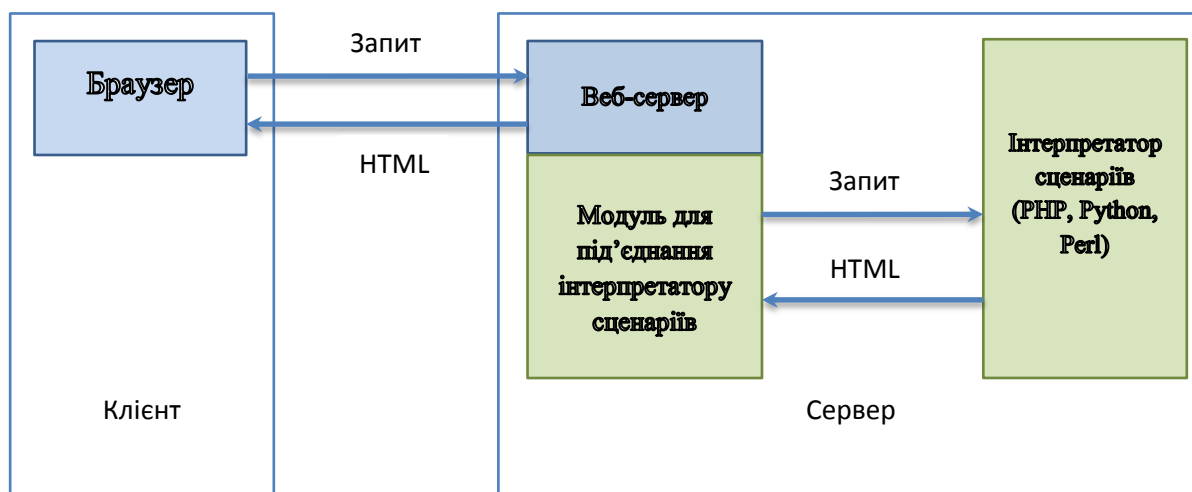 Запит
Браузер
Веб-сервер
HTML
Інтерпретатор
сценаріїв
(PHP, Python,
Perl)
Запит
Модуль для
під’єднання
інтерпретатору
сценаріїв
HTML
Клієнт
Сервер